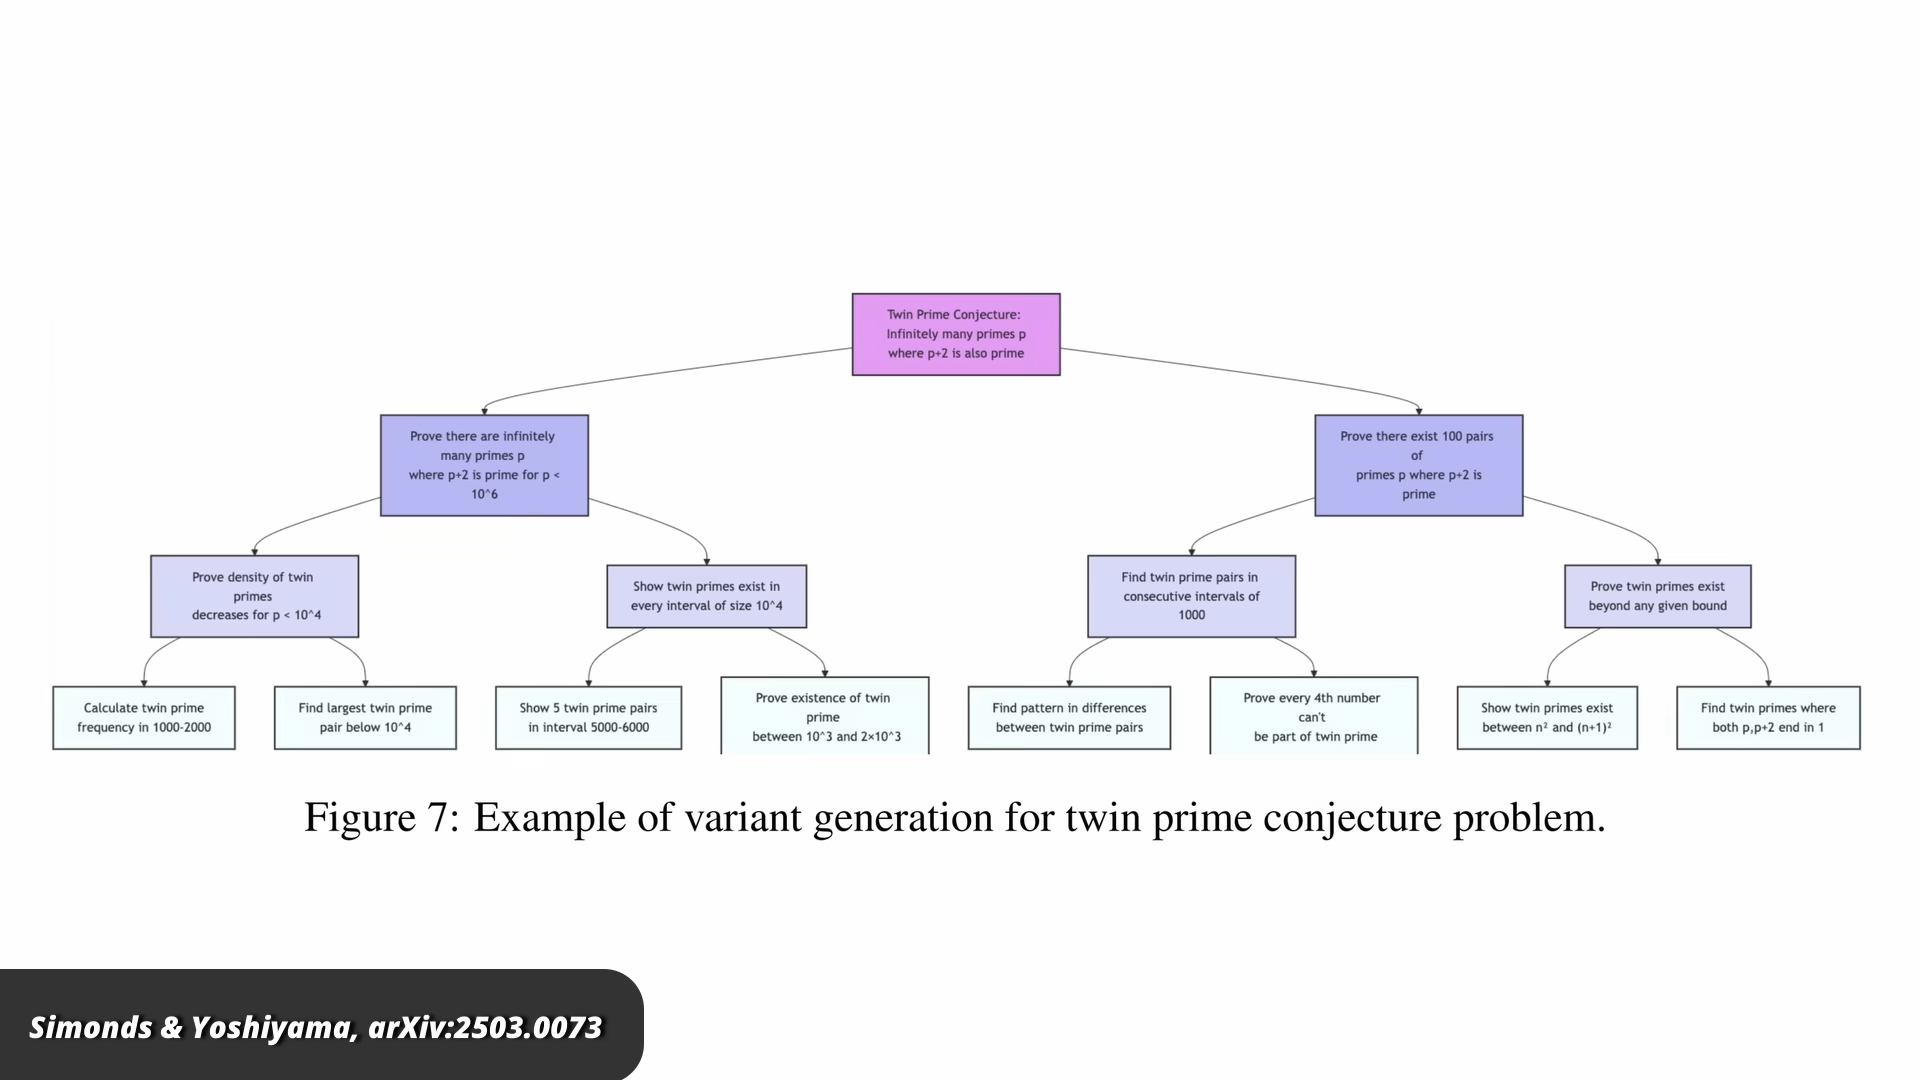 Twin Prime Conjecture:
Infinitely many primes p
where p+2 is also prime
Prove there are infinitely
many primes p
where p+2 is prime for p <
10^6
Prove there exist 100 pairs
of
primes p where p+2 is
prime
Prove density of twin
primes
decreases for p < 10^4
Show twin primes exist in
every interval of size 10^4
Find twin prime pairs in
consecutive intervals of
1000
Prove twin primes exist
beyond any given bound
Calculate twin prime
frequency in 1000-2000
Find largest twin prime
pair below 10^4
Show 5 twin prime pairs
in interval 5000-6000
Prove existence of twin
prime
between 10^3 and 2×10^3
Find pattern in differences
between twin prime pairs
Prove every 4th number
can't
be part of twin prime
Show twin primes exist
between n² and (n+1)²
Find twin primes where
both p,p+2 end in 1
Figure 7: Example of variant generation for twin prime conjecture problem.
Simonds & Yoshiyama, arXiv:2503.0073